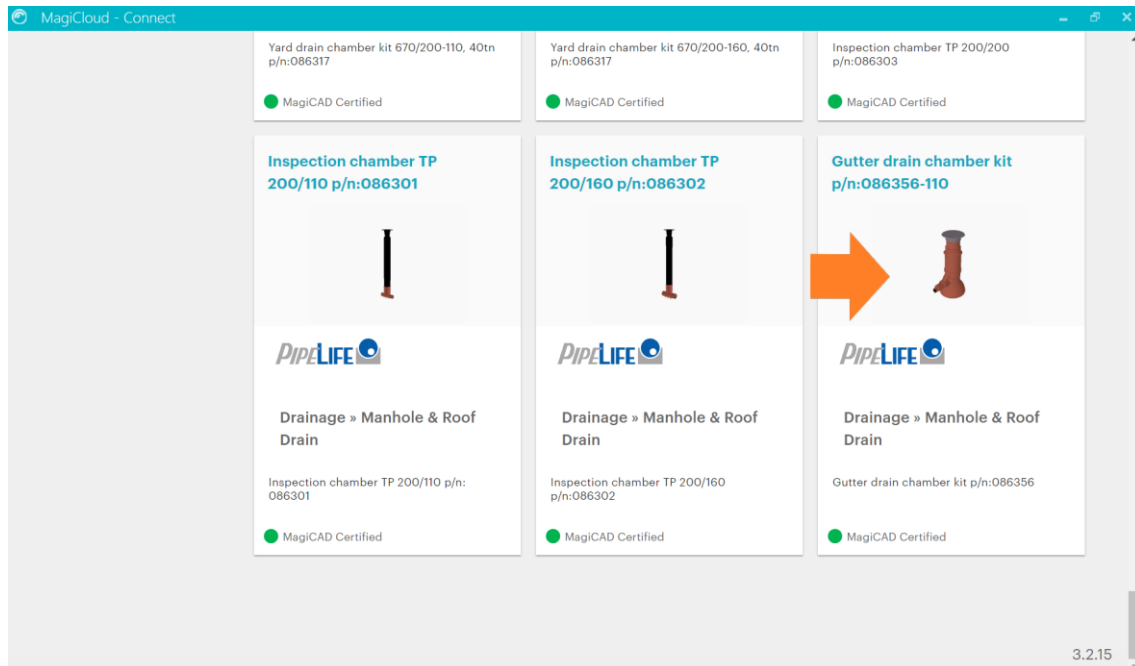 MagiCloud - Connect
Yard drain chamber kit 670/200-110, 40tn
p/n:086317
MagiCAD Certified
Yard drain chamber kit 670/200-160, 40tn
p/n:086317
MagiCAD Certified
Inspection chamber TP 200/200
p/n:086303
MagiCAD Certified
Inspection chamber TP
200/110 p/n:086301
PIPELIFE
Drainage » Manhole & Roof
Drain
Inspection chamber TP 200/110 p/n:
086301
MagiCAD Certified
Inspection chamber TP
200/160 p/n:086302
PIPELIFE
Drainage » Manhole & Roof
Drain
Inspection chamber TP 200/160
p/n:086302
MagiCAD Certified
Gutter drain chamber kit
p/n:086356-110
PIPELIFE
Drainage » Manhole & Roof
Drain
Gutter drain chamber kit p/n:086356
MagiCAD Certified
3.2.15